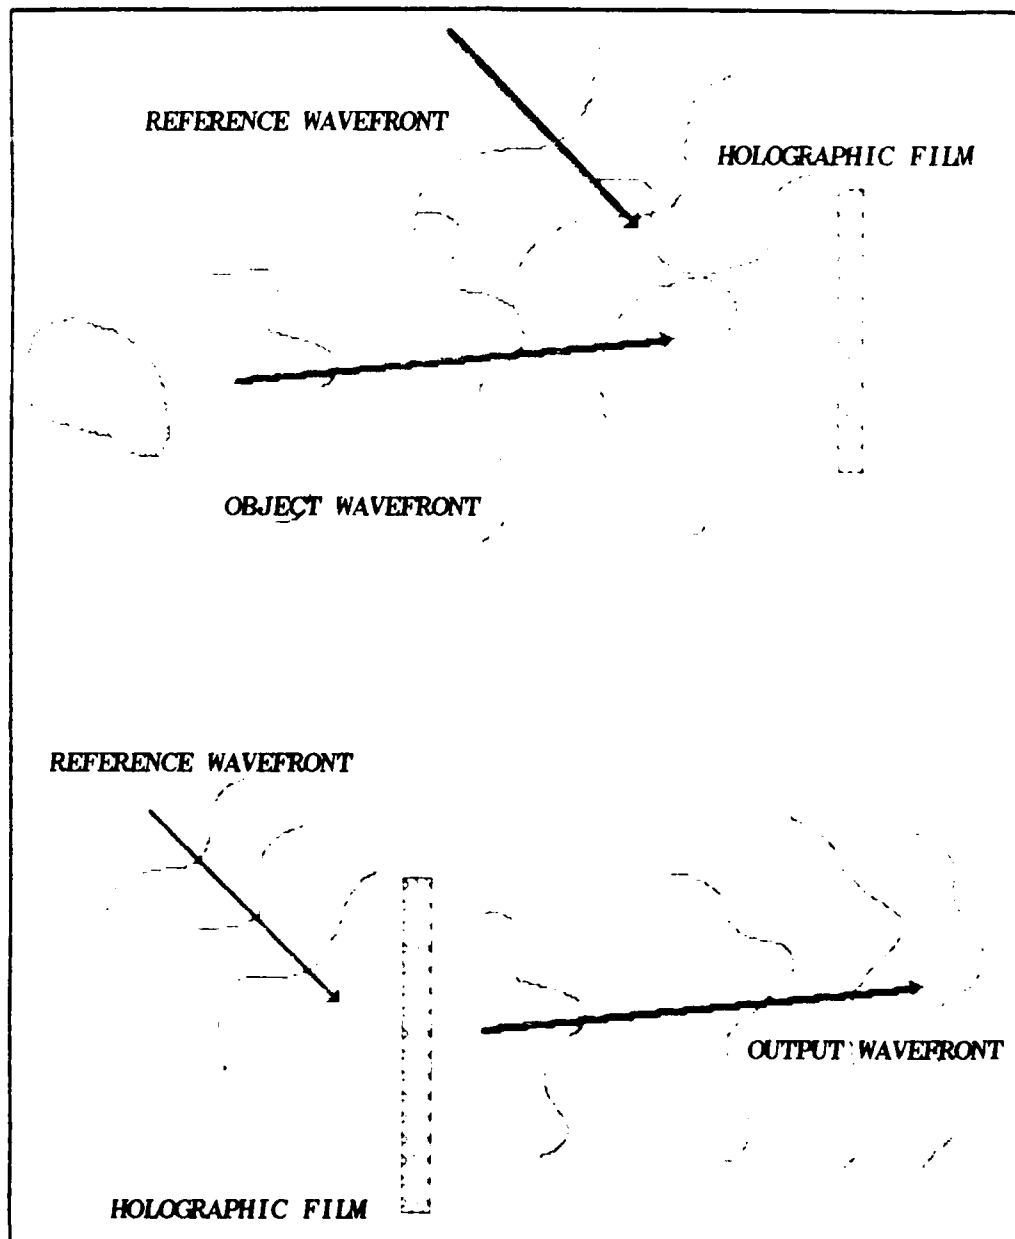 REFERENCE WAVEFRONT
HOLOGRAPHIC FILM
OBJECT WAVEFRONT
REFERENCE WAVEFRONT
OUTPUT WAVEFRONT
HOLOGRAPHIC FILM